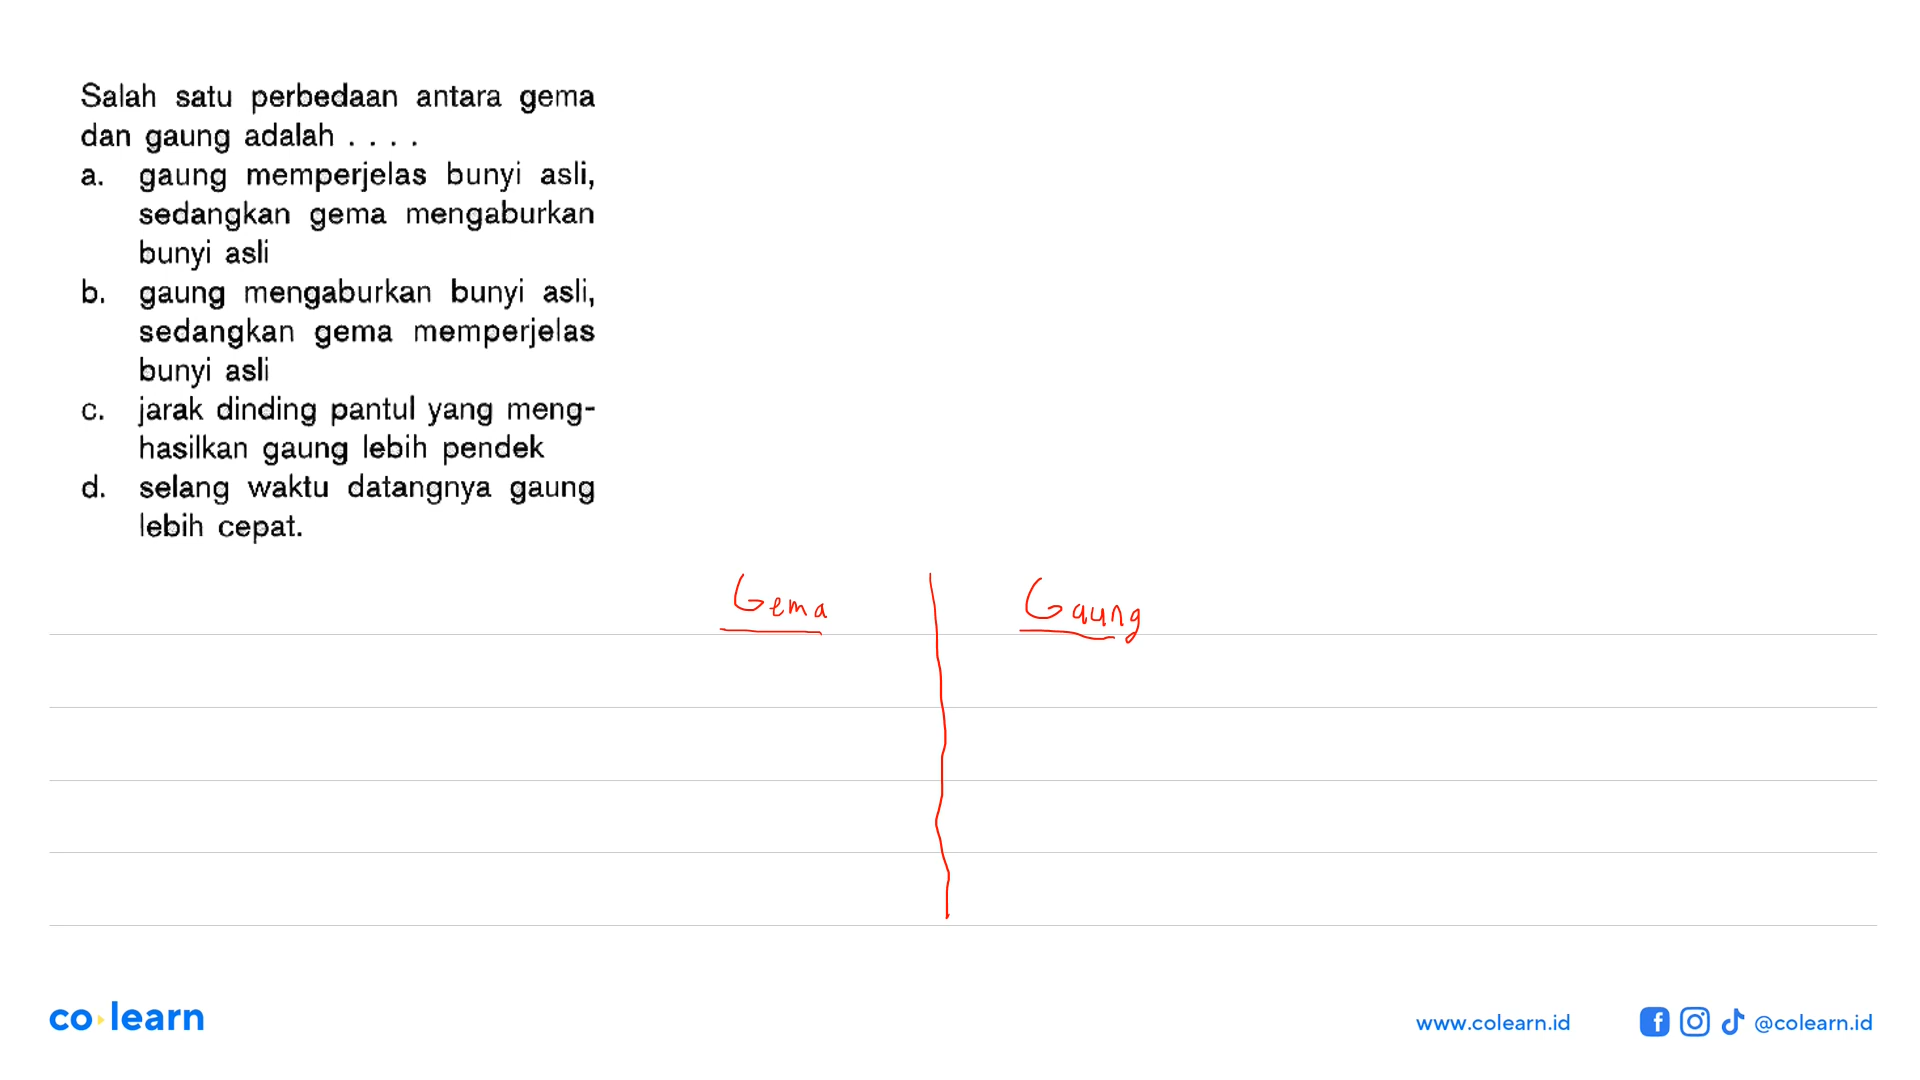 Salah satu perbedaan antara gema
dan gaung adalah . . . .
a. gaung memperjelas bunyi asli,
sedangkan gema mengaburkan
bunyi asli
b. gaung mengaburkan bunyi asli,
sedangkan gema memperjelas
bunyi asli
c. jarak dinding pantul yang meng-
hasilkan gaung lebih pendek
d. selang waktu datangnya gaung
lebih cepat.
Gema
Gaung
co learn
www.colearn.id
@colearn.id